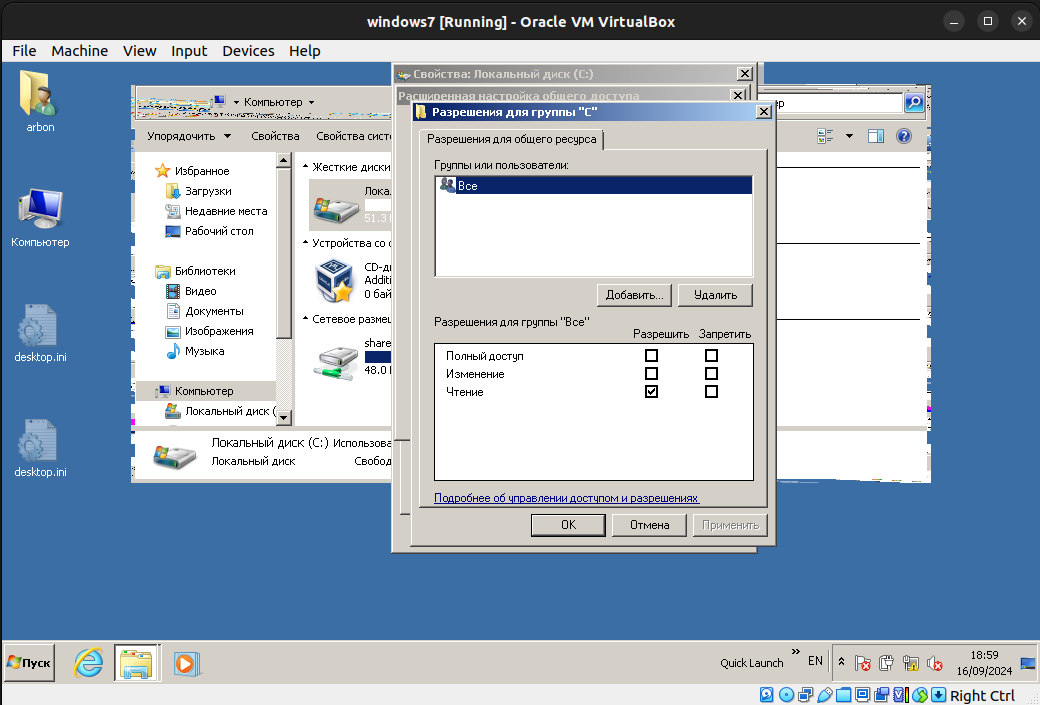 windows7 [Running] - Oracle VM VirtualBox
File Machine View Input Devices Help
arbon
Компьютер
desktop.ini
desktop.ini
Компьютер
Упорядочить Свойства Свойства сист
Избранное
Загрузки
Недавние места
Рабочий стол
Библиотеки
Видео
Документы
Изображения
Музыка
Компьютер
Локальный диск (
Жесткие диски
Лока
51.3
Устройства со с
CD-д
Additi
0 бай
Сетевое разме
share
48.0
Локальный диск (C:) Использова
Локальный диск Свобод
Свойства: Локальный диск (C:)
Расширенная настройка общего доступа
Разрешения для группы "C"
Разрешения для общего ресурса
Группы или пользователи:
Все
Добавить... Удалить
Разрешения для группы "Все"
Разрешить Запретить
Полный доступ
Изменение
Чтение
Подробнее об управлении доступом и разрешениях
OK Отмена Применить
Пуск
Quick Launch » EN
18:59
16/09/2024
Right Ctrl